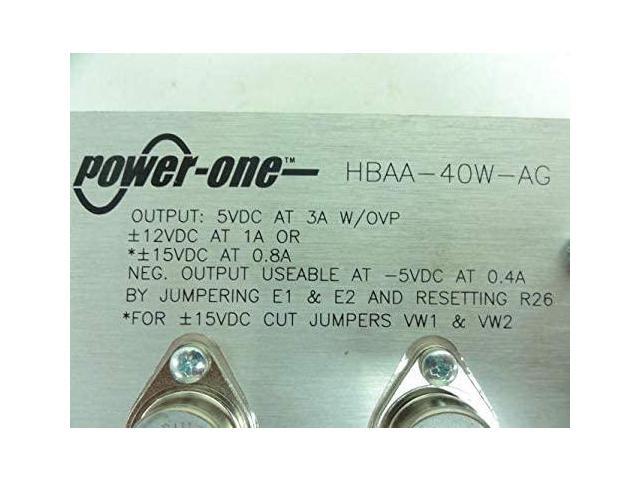 power-one™
HBAA-40W-AG
OUTPUT: 5VDC AT 3A W/OVP
±12VDC AT 1A OR
*±15VDC AT 0.8A
NEG. OUTPUT USEABLE AT -5VDC AT 0.4A
BY JUMPERING E1 & E2 AND RESETTING R26
*FOR ±15VDC CUT JUMPERS VW1 & VW2